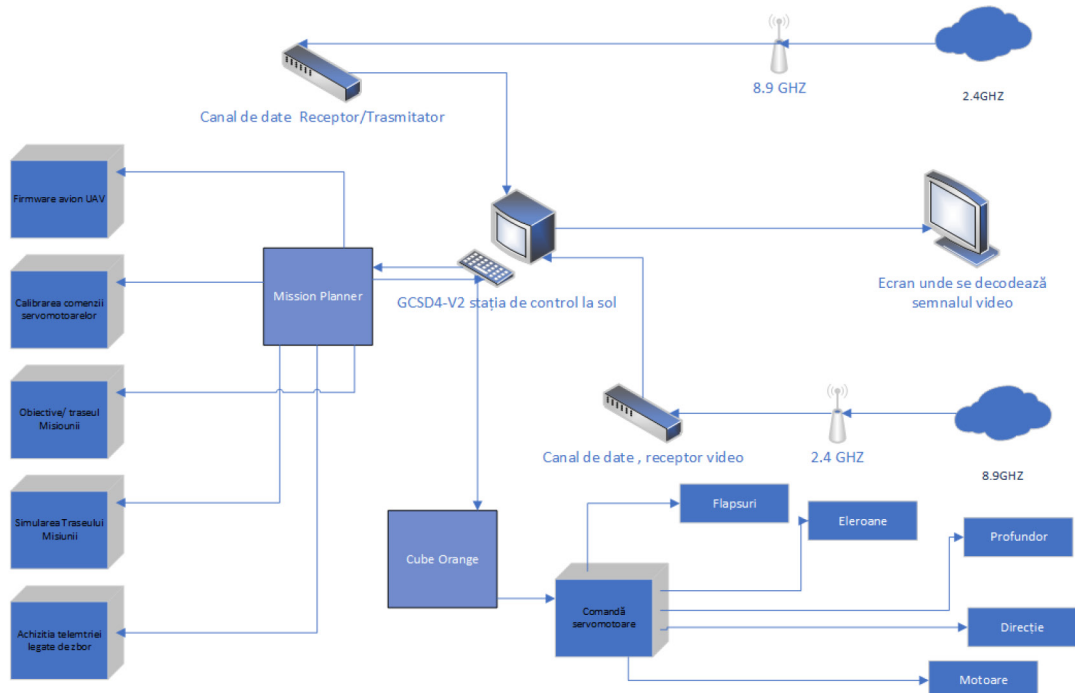 8.9 GHZ
2.4GHZ
Canal de date Receptor/Trasmitator
Firmware avion UAV
Calibrarea comenzii
servomotoarelor
Mission Planner
GCSD4-V2 stația de control la sol
Ecran unde se decodează
semnalul video
Obiective/ traseul
Misiounii
Canal de date , receptor video
2.4 GHZ
8.9GHZ
Simularea Traseului
Misiunii
Cube Orange
Flapsuri
Eleroane
Profundor
Comandă
servomotoare
Direcție
Motoare
Achizitia telemtriei
legate de zbor